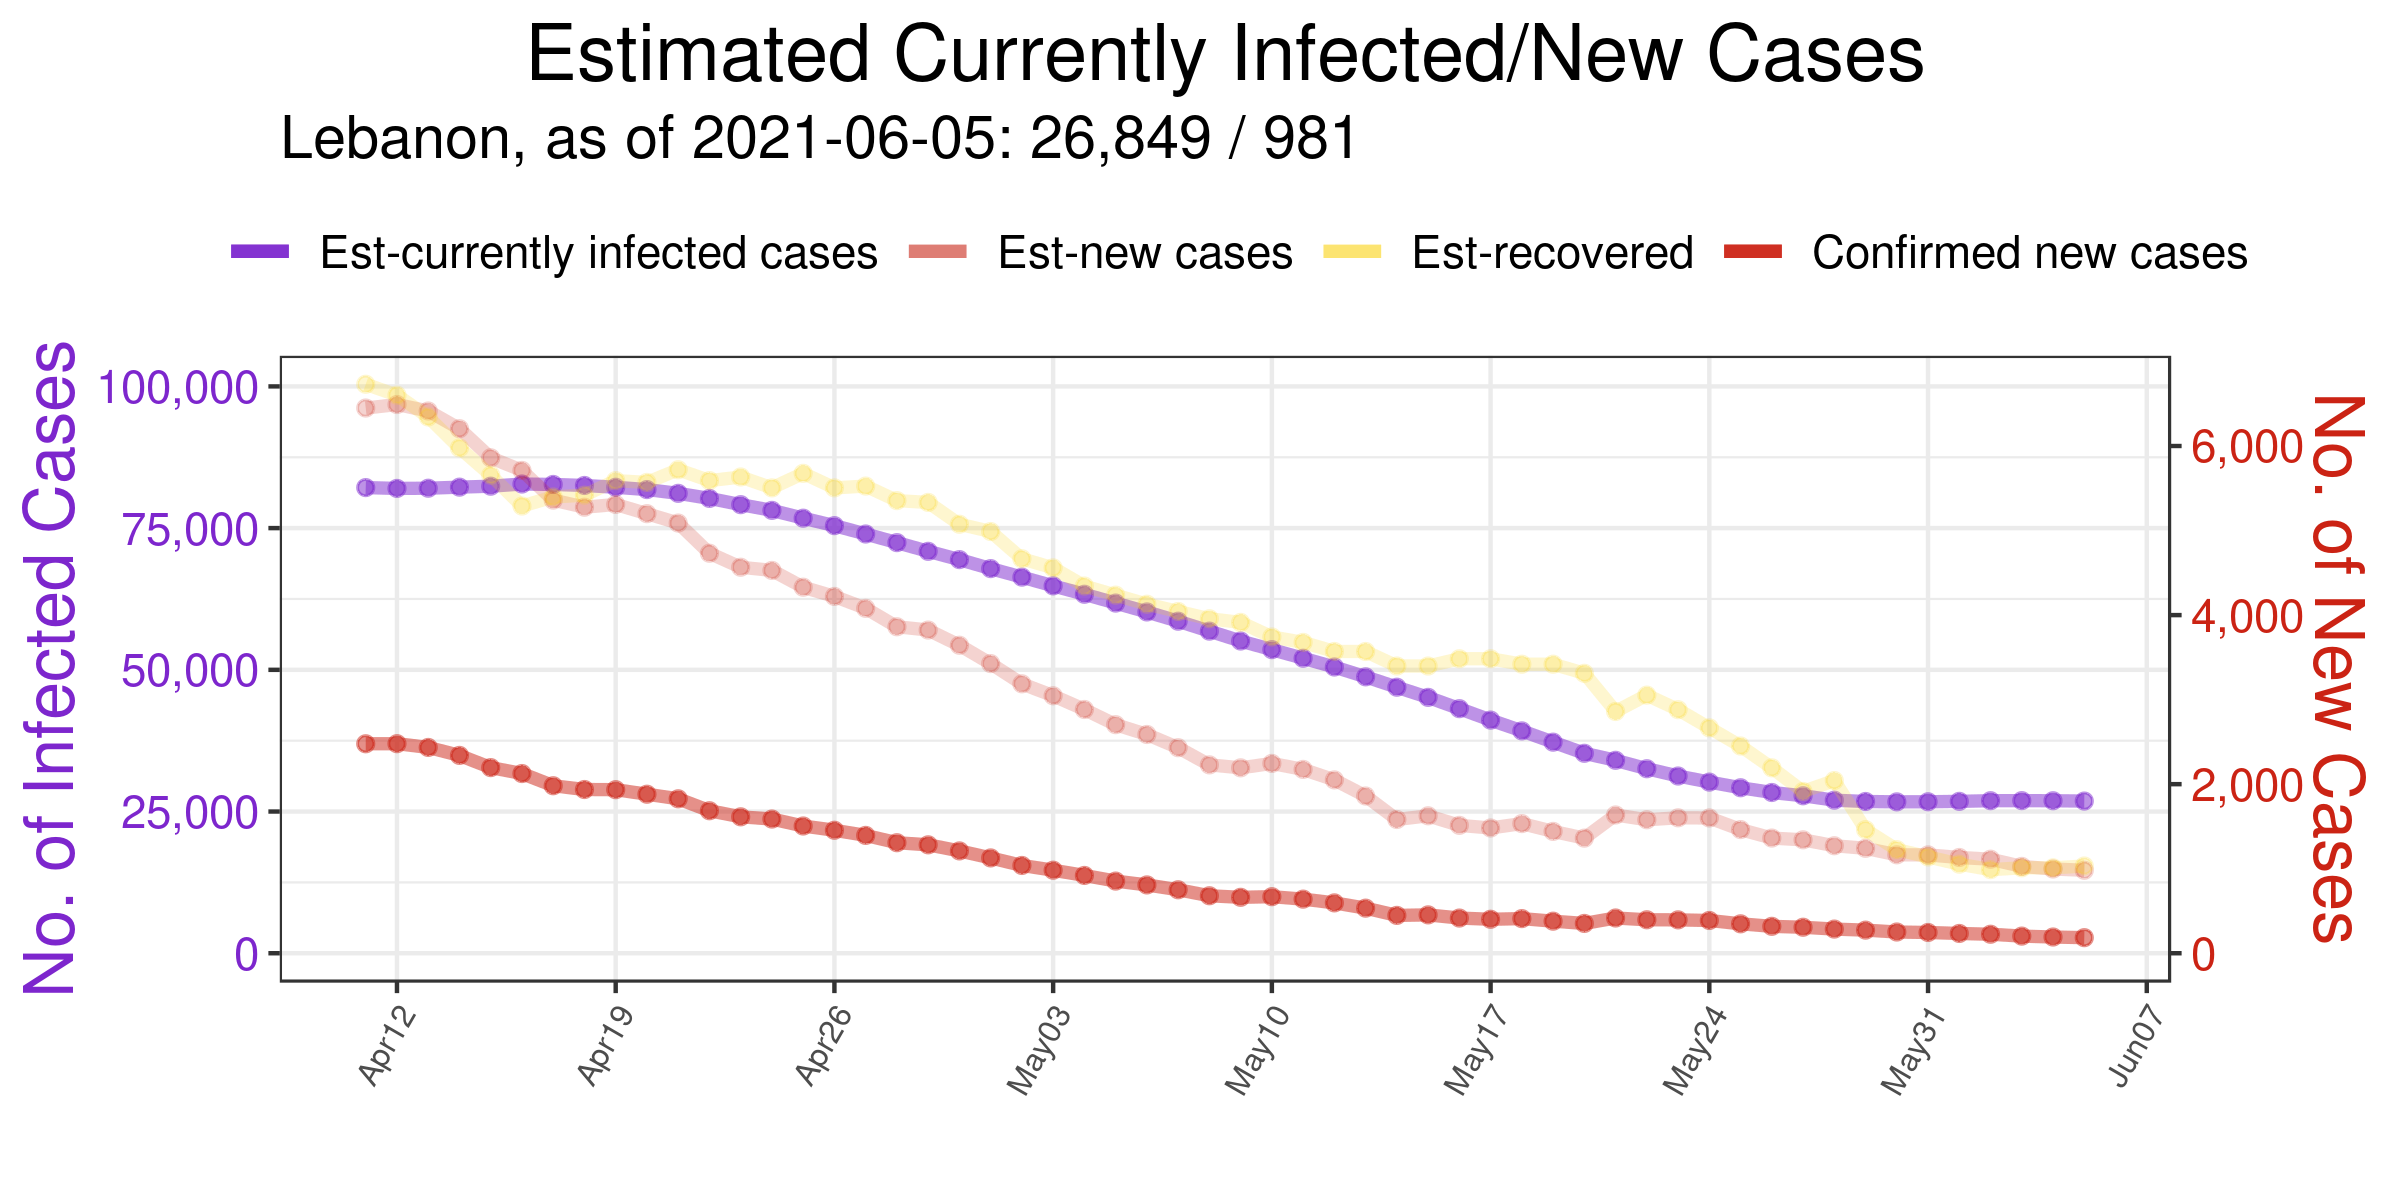 Estimated Currently Infected/New Cases
Lebanon, as of 2021-06-05: 26,849 / 981
Est-currently infected cases Est-new cases Est-recovered Confirmed new cases
No. of Infected Cases
100,000
75,000
50,000
25,000
0
6,000
4,000
2,000
0
No. of New Cases
Apr12 Apr19 Apr26 May03 May10 May17 May24 May31 Jun07